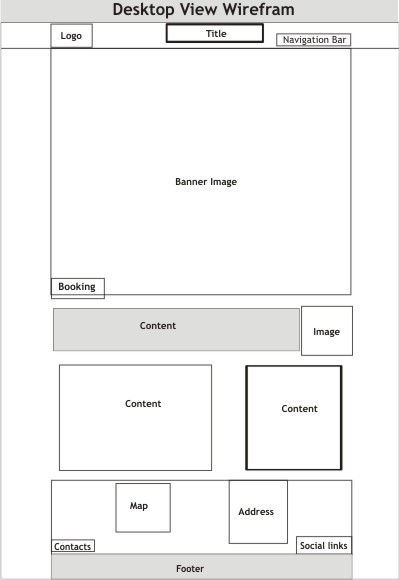 Desktop View Wirefram
Logo
Title
Navigation Bar
Banner Image
Booking
Content
Image
Content
Content
Map
Address
Contacts
Social links
Footer